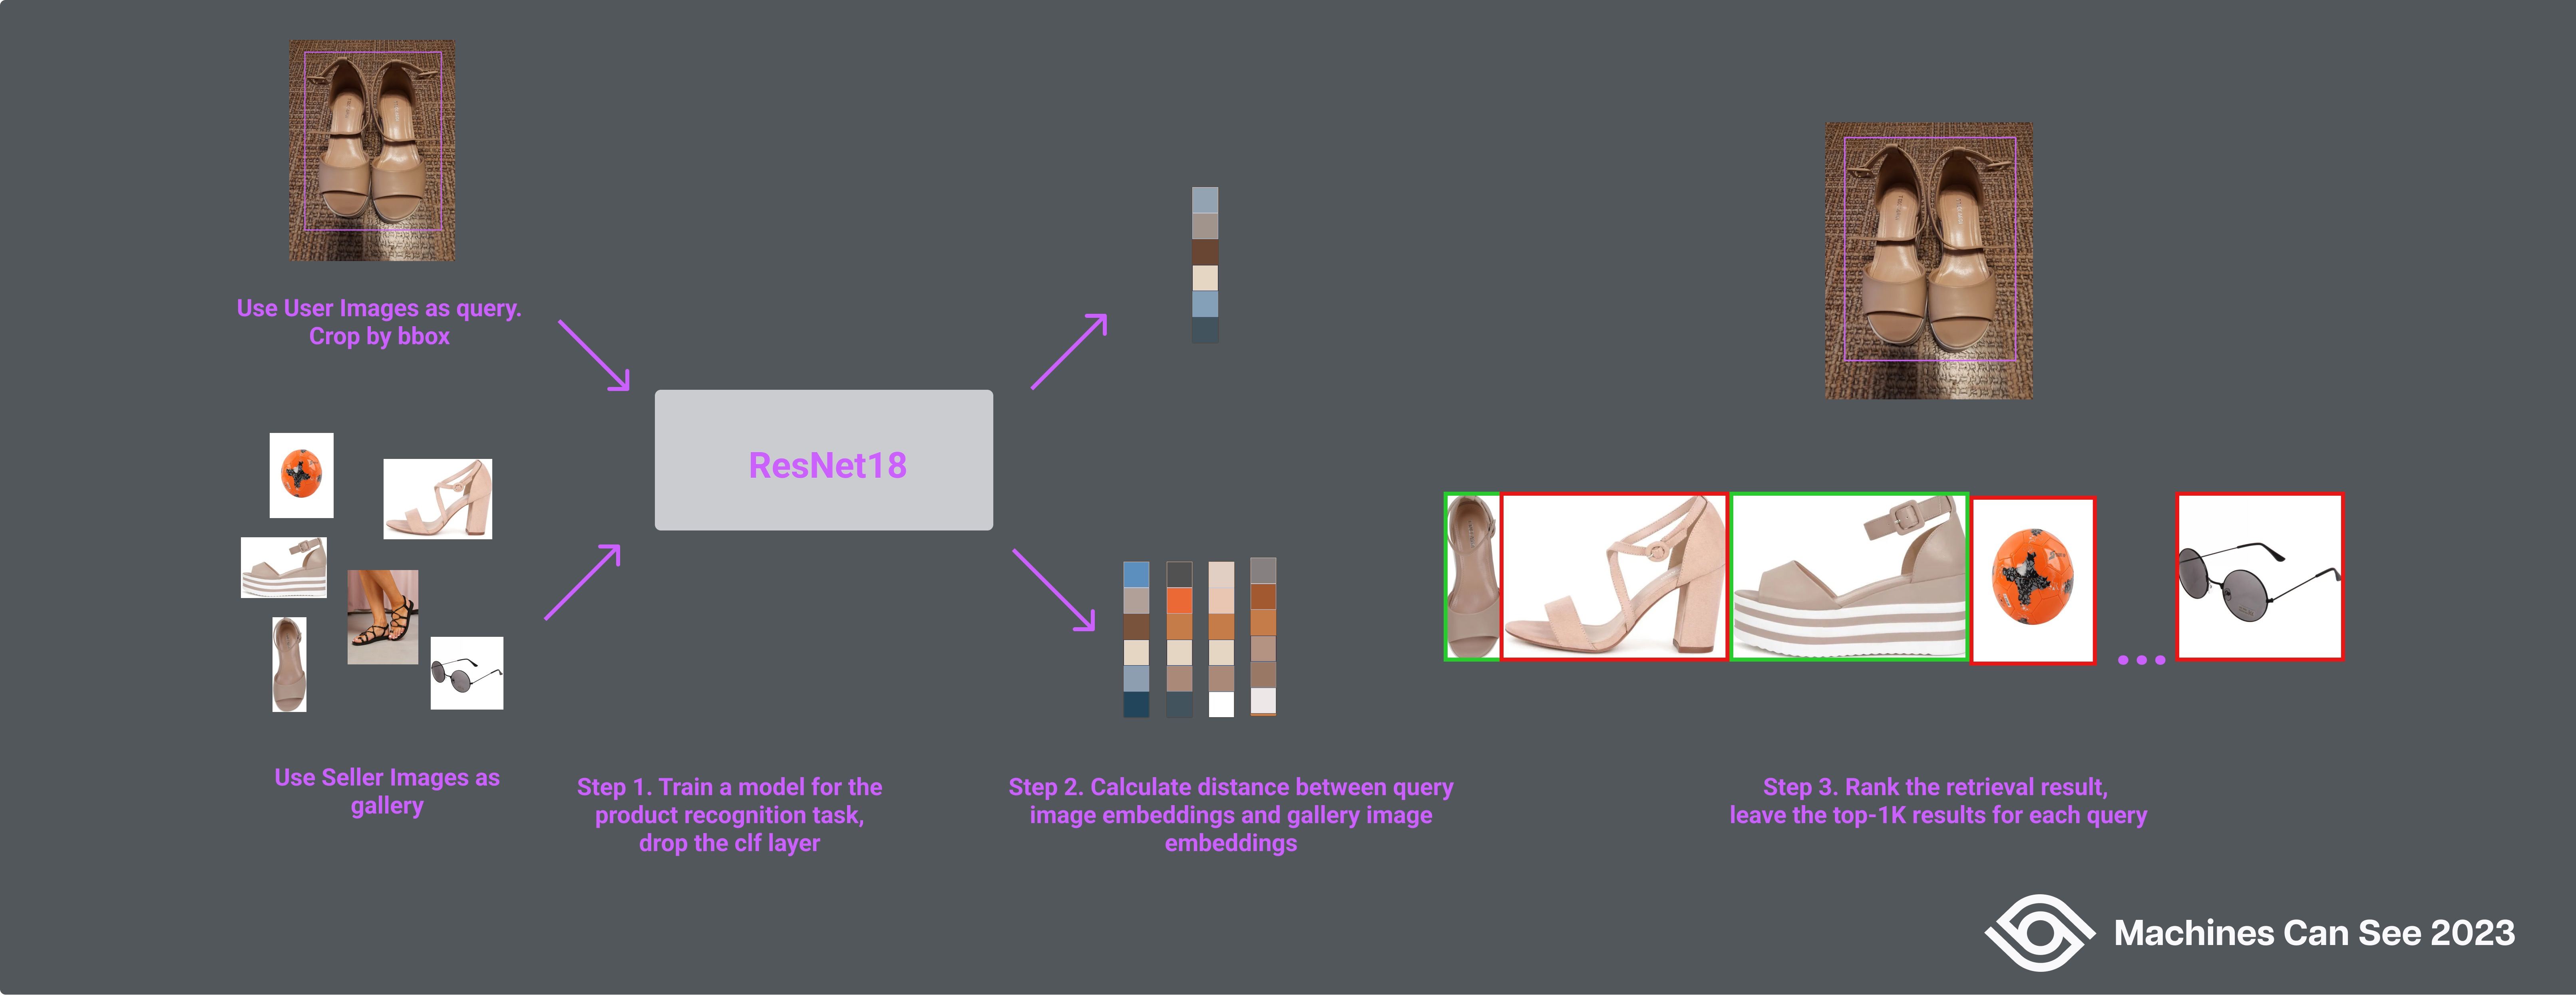 Use User Images as query.
Crop by bbox
ResNet18
Use Seller Images as
gallery
Step 1. Train a model for the
product recognition task,
drop the clf layer
Step 2. Calculate distance between query
image embeddings and gallery image
embeddings
Step 3. Rank the retrieval result,
leave the top-1K results for each query
Machines Can See 2023